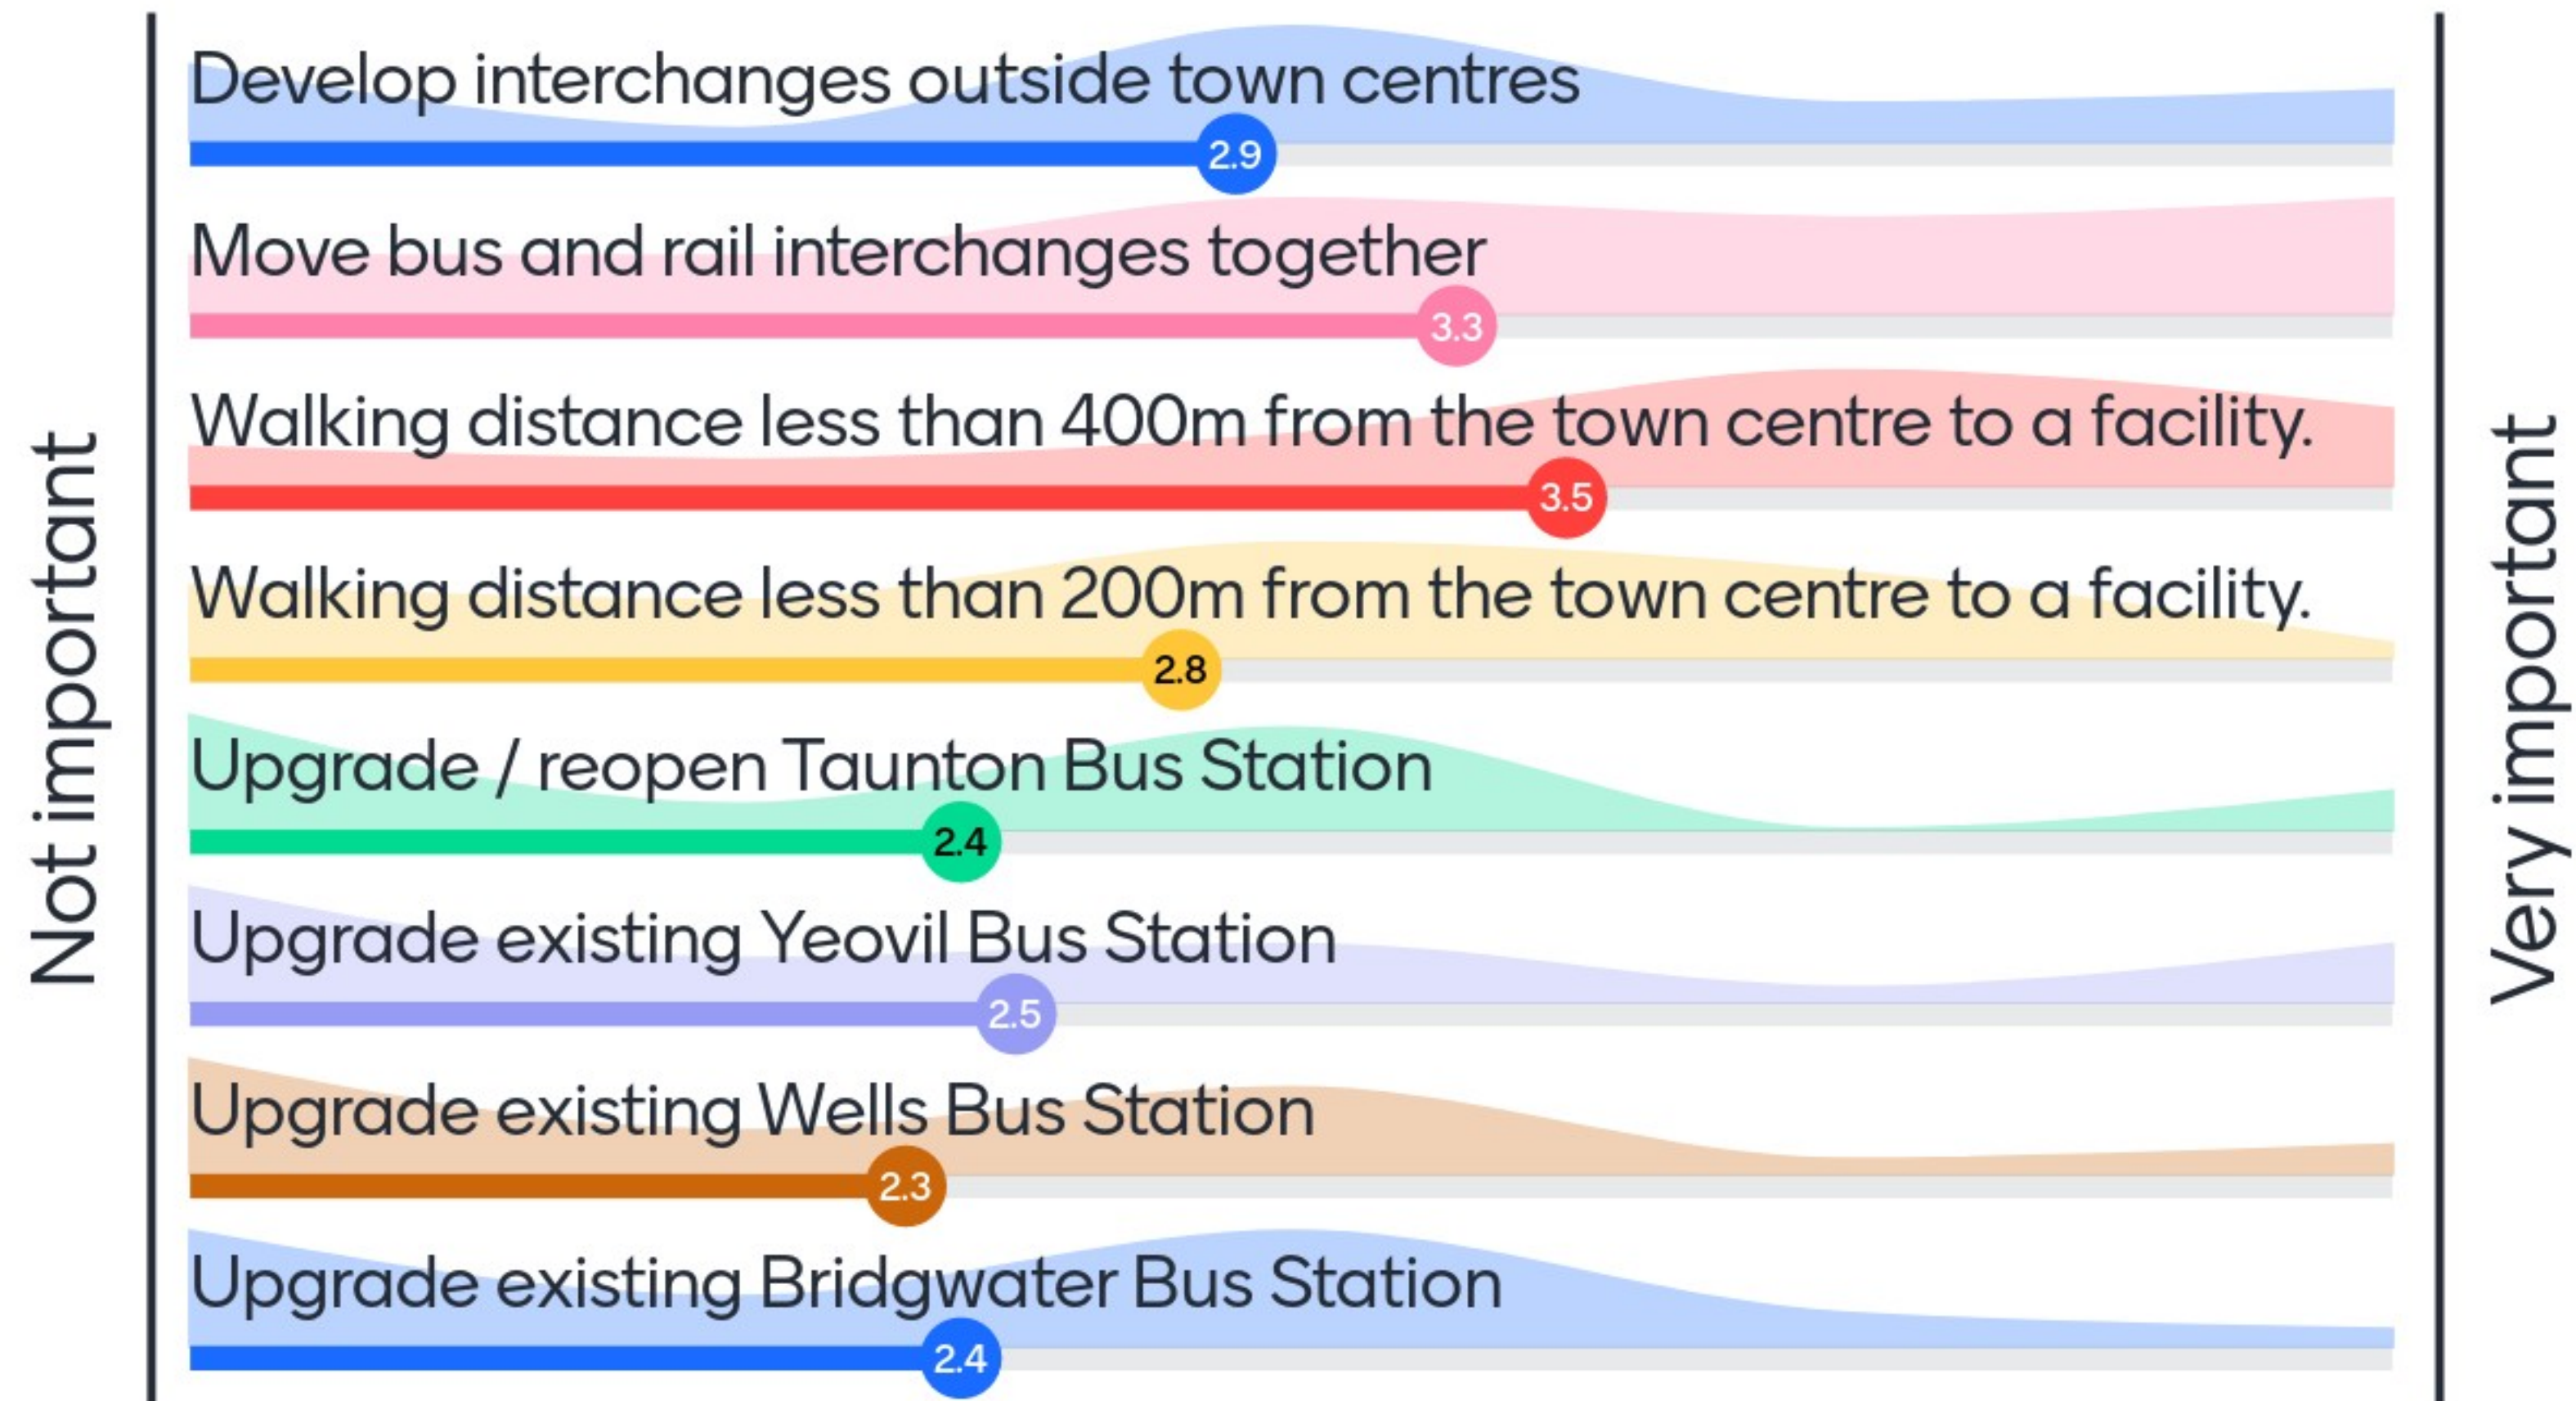 Not important
Develop interchanges outside town centres
2.9
Move bus and rail interchanges together
3.3
Walking distance less than 400m from the town centre to a facility.
3.5
Walking distance less than 200m from the town centre to a facility.
2.8
Upgrade / reopen Taunton Bus Station
2.4
Upgrade existing Yeovil Bus Station
2.5
Upgrade existing Wells Bus Station
2.3
Upgrade existing Bridgwater Bus Station
2.4
Very important